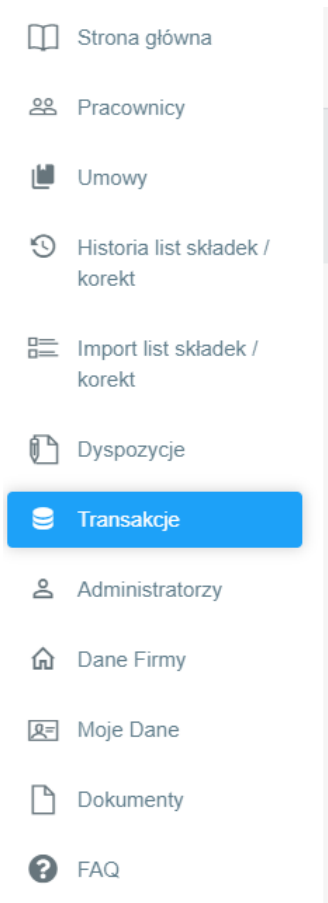 Strona główna
Pracownicy
Umowy
Historia list składek /
korekt
Import list składek /
korekt
Dyspozycje
Transakcje
Administratorzy
Dane Firmy
Moje Dane
Dokumenty
FAQ